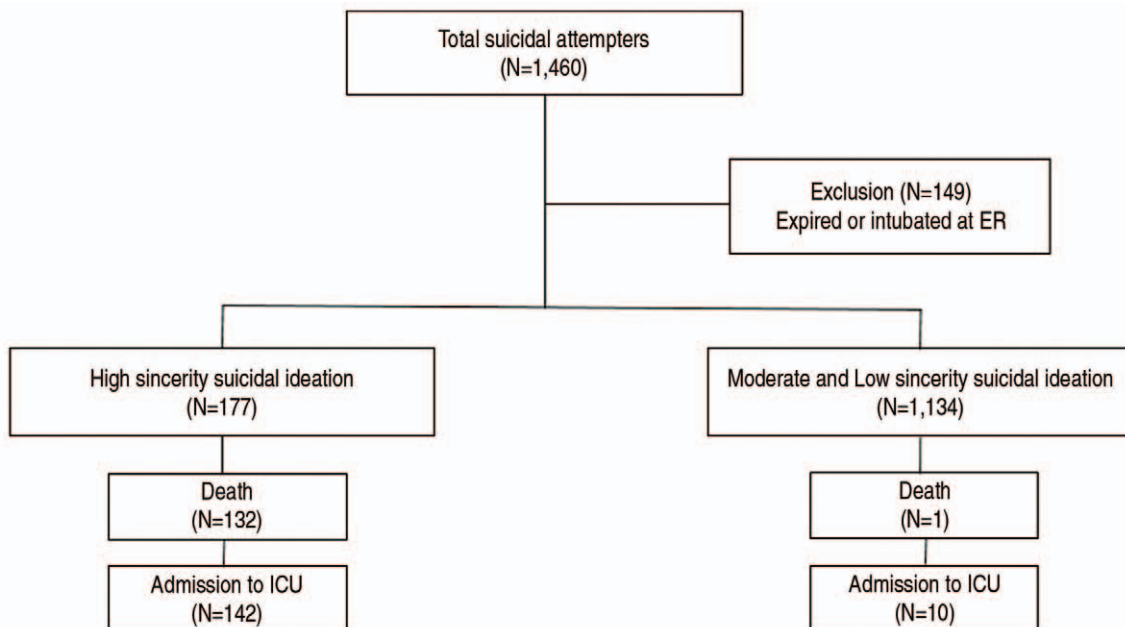 Total suicidal attempters
(N=1,460)
Exclusion (N=149)
Expired or intubated at ER
High sincerity suicidal ideation
(N=177)
Moderate and Low sincerity suicidal ideation
(N=1,134)
Death
(N=132)
Death
(N=1)
Admission to ICU
(N=142)
Admission to ICU
(N=10)